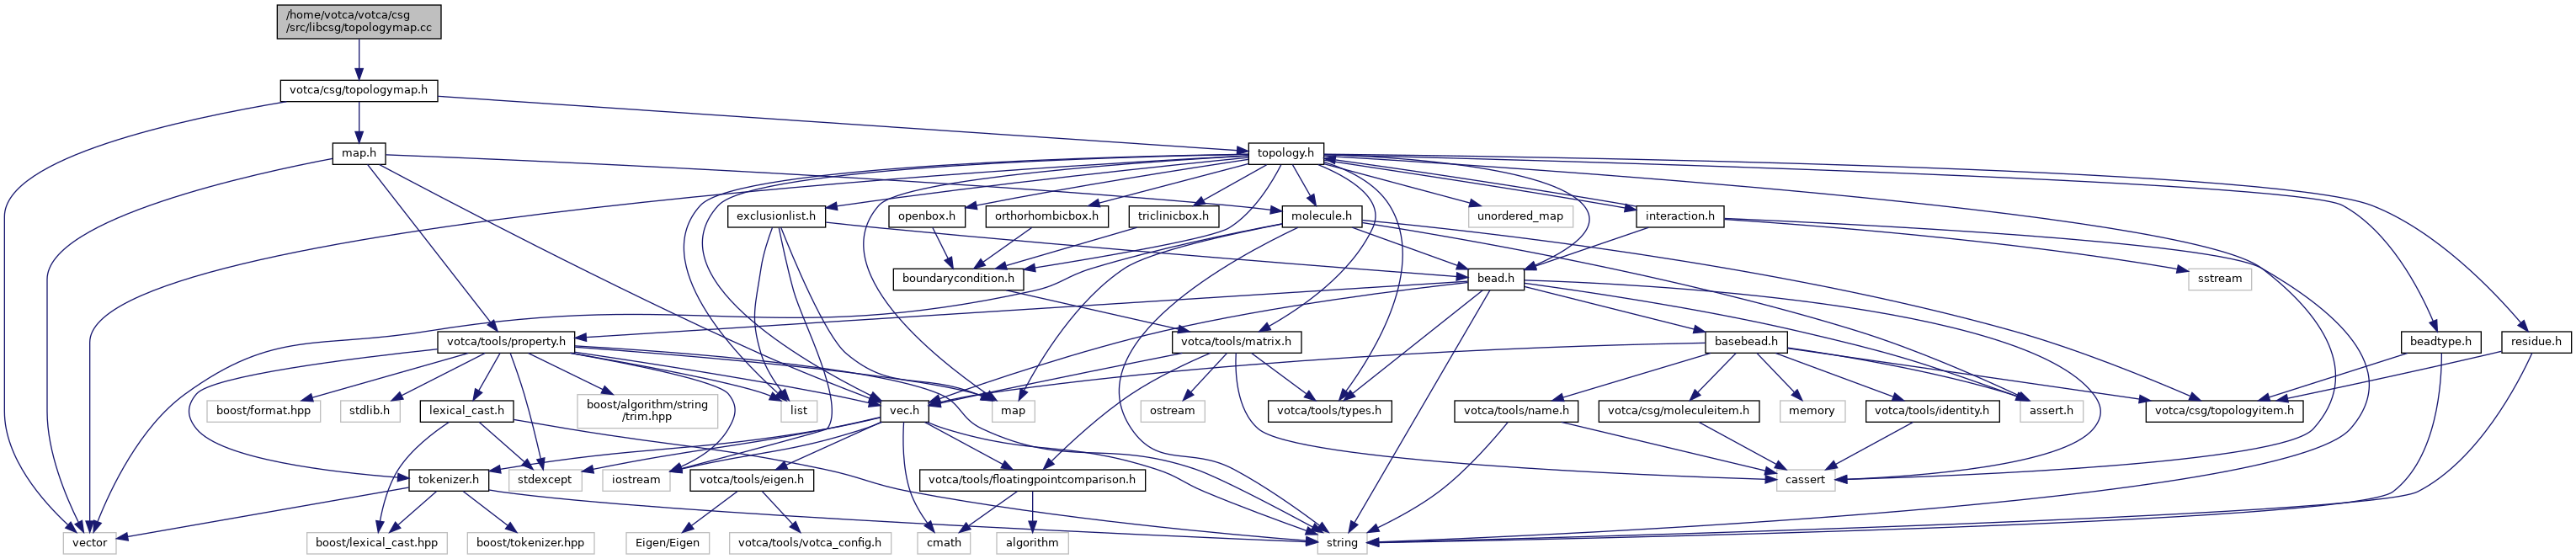 /home/votca/votca/csg
/src/libcsg/topologymap.cc
votca/csg/topologymap.h
map.h
topology.h
exclusionlist.h
openbox.h
orthorhombicbox.h
triclinicbox.h
molecule.h
unordered_map
interaction.h
boundarycondition.h
bead.h
sstream
votca/tools/property.h
votca/tools/matrix.h
basebead.h
beadtype.h
residue.h
boost/format.hpp
stdlib.h
lexical_cast.h
boost/algorithm/string
/trim.hpp
list
vec.h
map
ostream
votca/tools/types.h
votca/tools/name.h
votca/csg/moleculeitem.h
memory
votca/tools/identity.h
assert.h
votca/csg/topologyitem.h
tokenizer.h
stdexcept
iostream
votca/tools/eigen.h
votca/tools/floatingpointcomparison.h
cassert
vector
boost/lexical_cast.hpp
boost/tokenizer.hpp
Eigen/Eigen
votca/tools/votca_config.h
cmath
algorithm
string